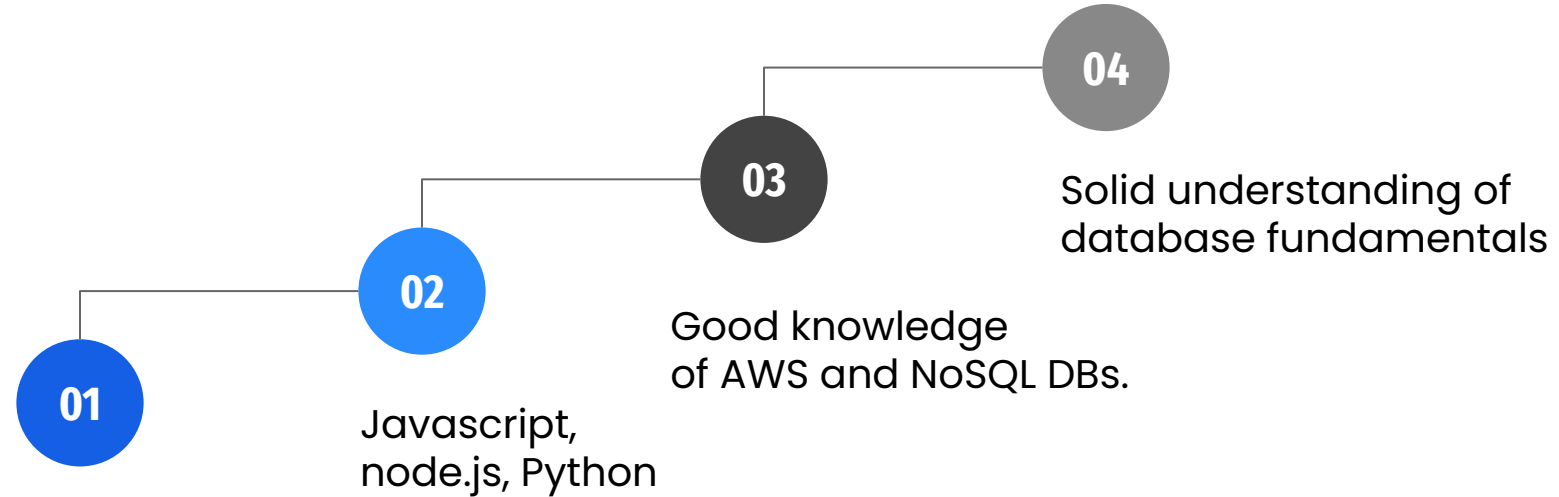 01
02
Javascript,
node.js, Python
03
Good knowledge
of AWS and NoSQL DBs.
04
Solid understanding of
database fundamentals